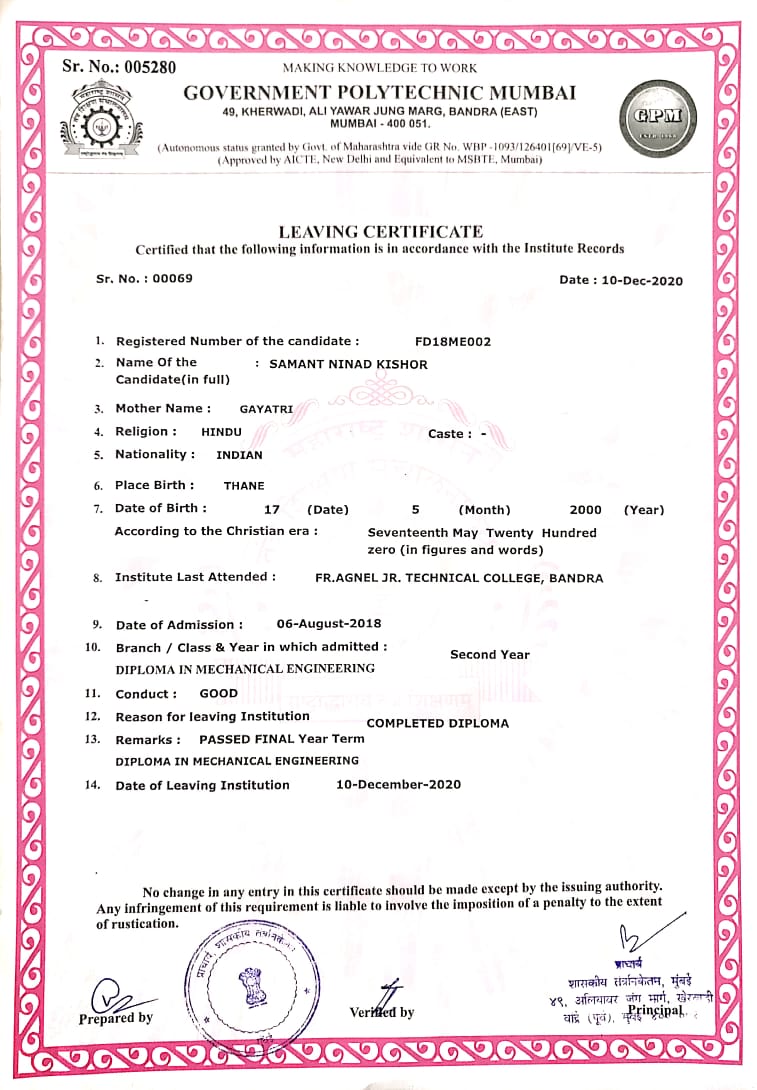 Sr. No.: 005280
MAKING KNOWLEDGE TO WORK
GOVERNMENT POLYTECHNIC MUMBAI
49, KHERWADI, ALI YAWAR JUNG MARG, BANDRA (EAST)
MUMBAI - 400 051.
GPM
(Autonomous status granted by Govt. of Maharashtra vide GR No. WBP -1093/126401[69]/VE-5)
(Approved by AICTE, New Delhi and Equivalent to MSBTE, Mumbai)
LEAVING CERTIFICATE
Certified that the following information is in accordance with the Institute Records
Sr. No. : 00069 Date : 10-Dec-2020
1. Registered Number of the candidate : FD18ME002
2. Name Of the : SAMANT NINAD KISHOR
Candidate(in full)
3. Mother Name : GAYATRI
4. Religion : HINDU Caste : -
5. Nationality : INDIAN
6. Place Birth : THANE
7. Date of Birth : 17 (Date) 5 (Month) 2000 (Year)
According to the Christian era : Seventeenth May Twenty Hundred
zero (in figures and words)
8. Institute Last Attended : FR.AGNEL JR. TECHNICAL COLLEGE, BANDRA
-
9. Date of Admission : 06-August-2018
10. Branch / Class & Year in which admitted : Second Year
DIPLOMA IN MECHANICAL ENGINEERING
11. Conduct : GOOD
12. Reason for leaving Institution COMPLETED DIPLOMA
13. Remarks : PASSED FINAL Year Term
DIPLOMA IN MECHANICAL ENGINEERING
14. Date of Leaving Institution 10-December-2020
No change in any entry in this certificate should be made except by the issuing authority.
Any infringement of this requirement is liable to involve the imposition of a penalty to the extent
of rustication.
प्राचार्य, शासकीय तंत्रनिकेतन
मुंबई
प्राचार्य
शासकीय तंत्रनिकेतम, मुंबई
४९, अलियावर जंग मार्ग, खेरवाडी
वांद्रे (पूर्व), मुंबई
Prepared by Verified by Principal